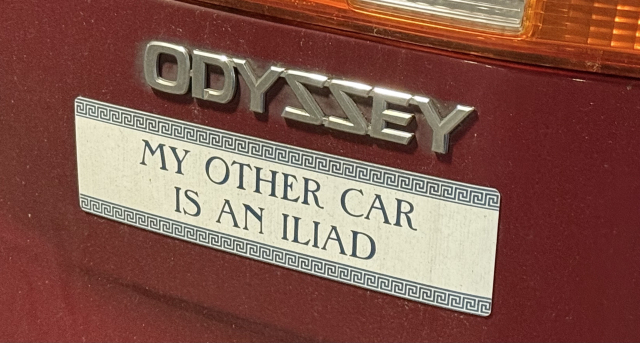 ODYSSEY
MY OTHER CAR
IS AN ILIAD